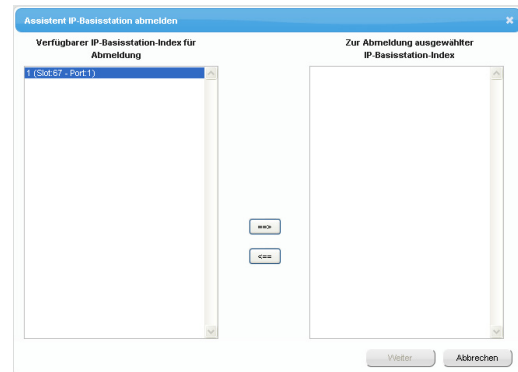 Assistent IP-Basisstation abmelden
Verfügbarer IP-Basisstation-Index für
Abmeldung
Zur Abmeldung ausgewählter
IP-Basisstation-Index
1 (Slot:67 - Port:1)
==>
<==
Weiter
Abbrechen